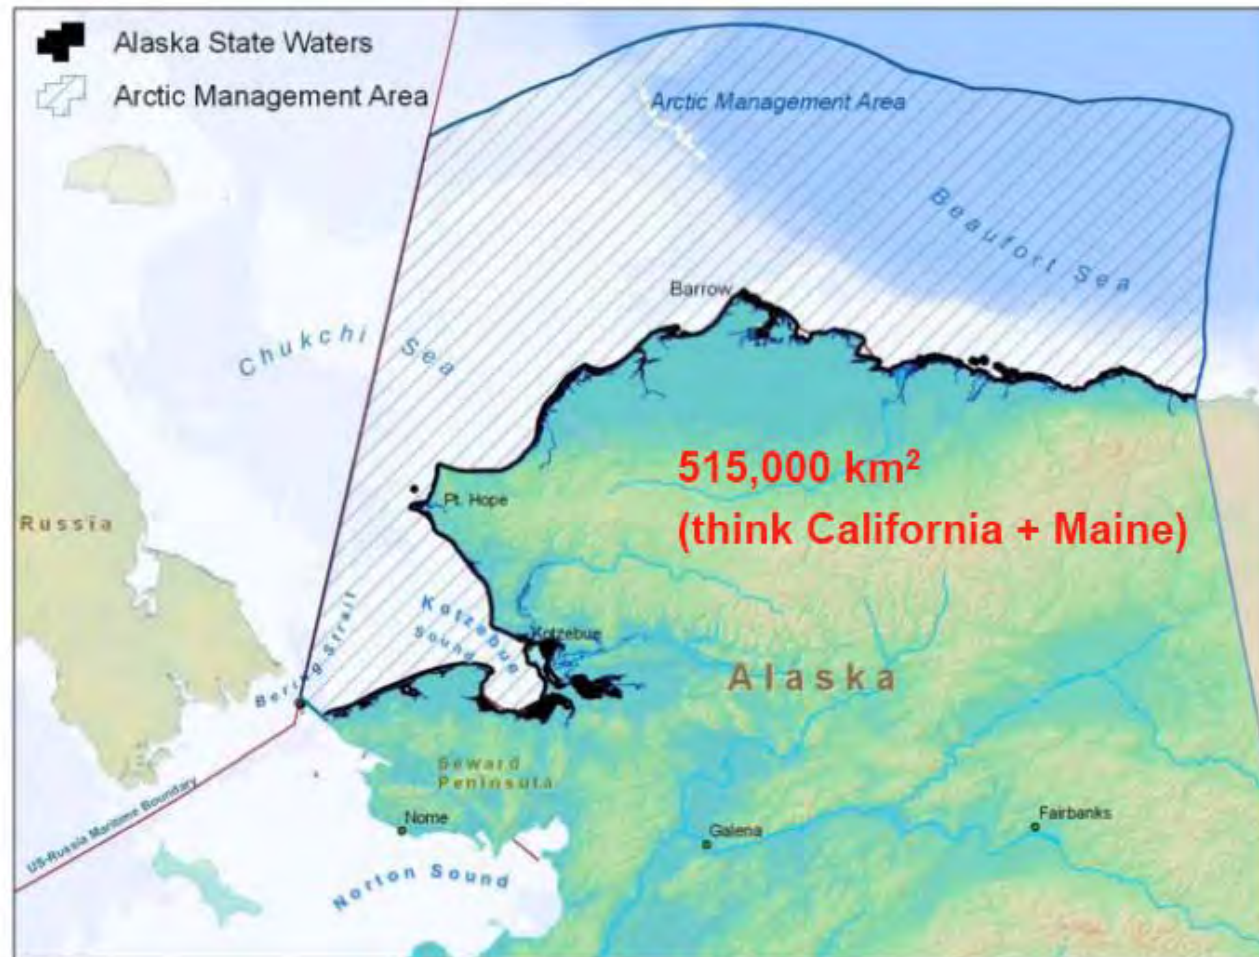 Alaska State Waters
Arctic Management Area
Arctic Management Area
Beaufort Sea
Barrow
Chukchi Sea
515,000 km²
(think California + Maine)
Pt. Hope
Russia
Kotzebue
Sound
Kotzebue
Bering Strait
Alaska
Seward
Peninsula
US-Russia Maritime Boundary
Nome
Fairbanks
Galena
Norton Sound